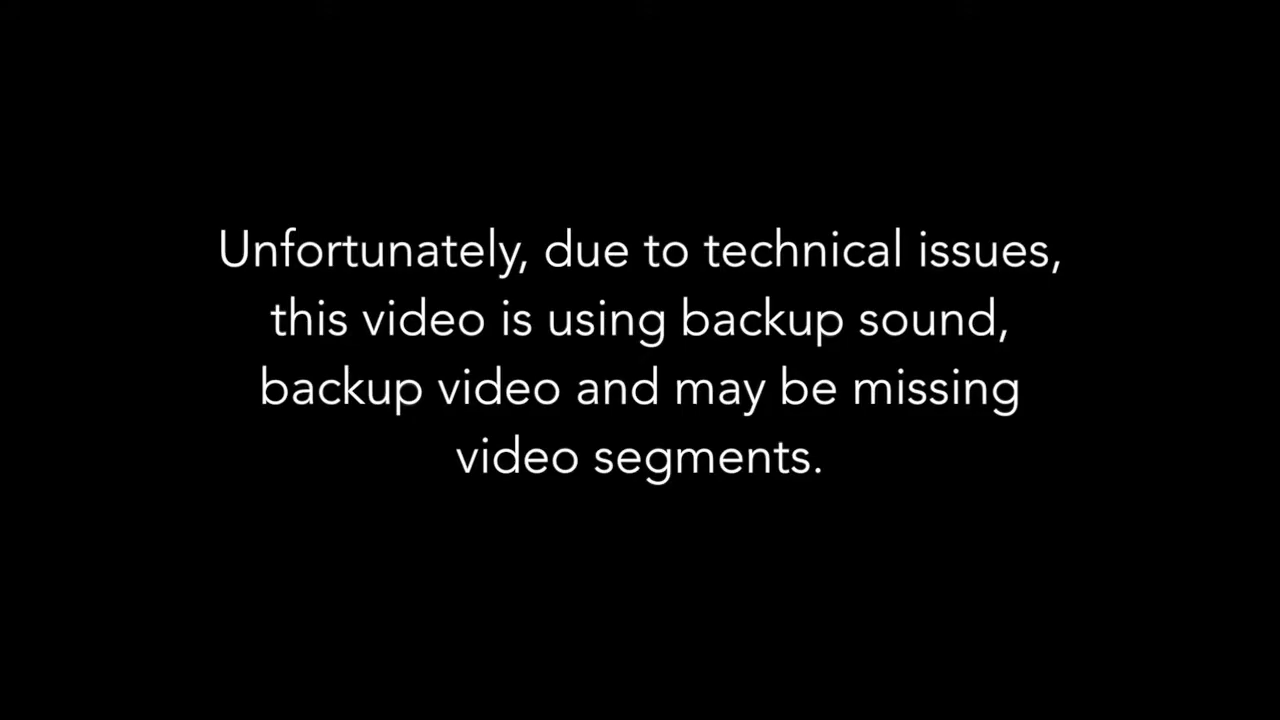 Unfortunately, due to technical issues,
this video is using backup sound,
backup video and may be missing
video segments.